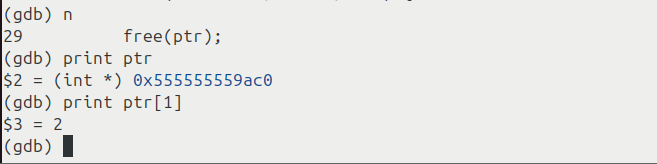 (gdb) n
29          free(ptr);
(gdb) print ptr
$2 = (int *) 0x555555559ac0
(gdb) print ptr[1]
$3 = 2
(gdb)